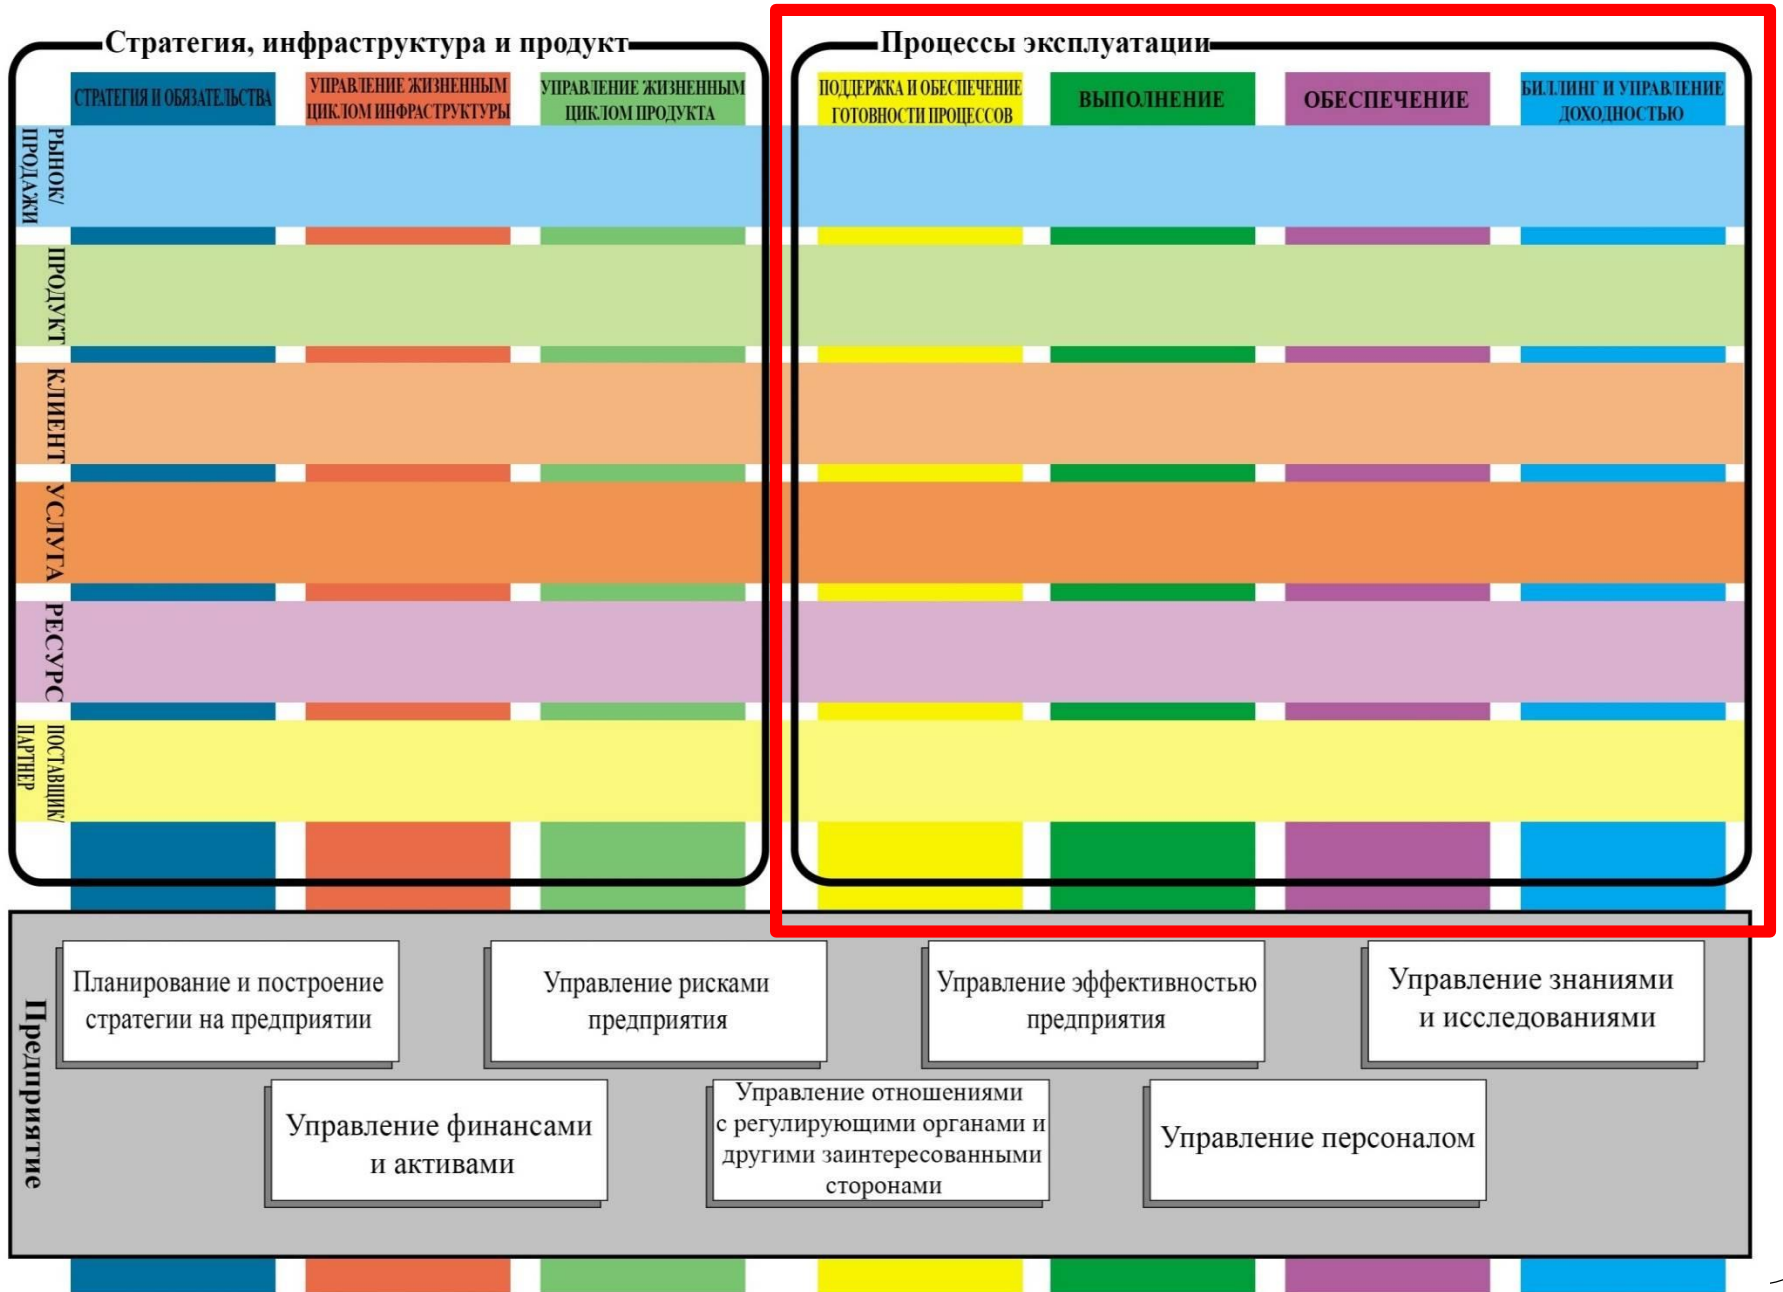 Стратегия, инфраструктура и продукт
Процессы эксплуатации
СТРАТЕГИЯ И ОБЯЗАТЕЛЬСТВА
УПРАВЛЕНИЕ ЖИЗНЕННЫМ
ЦИКЛОМ ИНФРАСТРУКТУРЫ
УПРАВЛЕНИЕ ЖИЗНЕННЫМ
ЦИКЛОМ ПРОДУКТА
ПОДДЕРЖКА И ОБЕСПЕЧЕНИЕ
ГОТОВНОСТИ ПРОЦЕССОВ
ВЫПОЛНЕНИЕ
ОБЕСПЕЧЕНИЕ
БИЛЛИНГ И УПРАВЛЕНИЕ
ДОХОДНОСТЬЮ
РЫНОК/
ПРОДАЖИ
ПРОДУКТ
КЛИЕНТ
УСЛУГА
РЕСУРС
ПОСТАВЩИК/
ПАРТНЕР
Предприятие
Планирование и построение
стратегии на предприятии
Управление рисками
предприятия
Управление эффективностью
предприятия
Управление знаниями
и исследованиями
Управление финансами
и активами
Управление отношениями
с регулирующими органами и
другими заинтересованными
сторонами
Управление персоналом